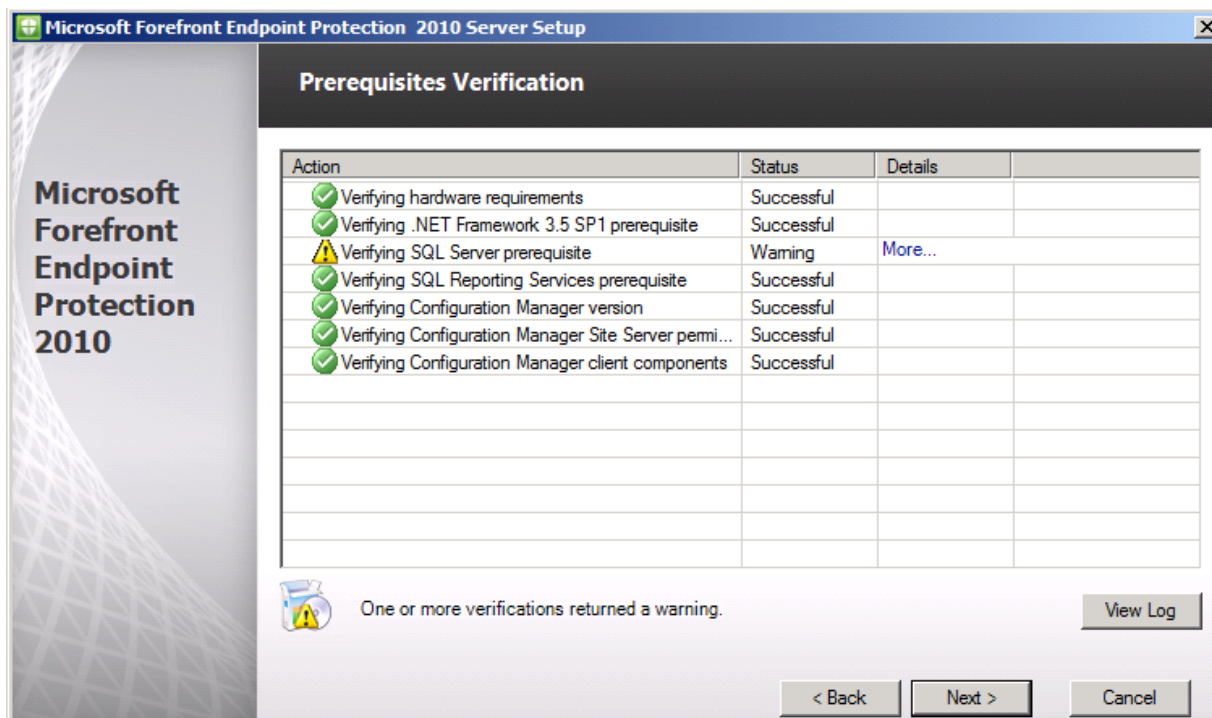 Microsoft Forefront Endpoint Protection 2010 Server Setup
Prerequisites Verification
Microsoft
Forefront
Endpoint
Protection
2010
Action Status Details
Verifying hardware requirements Successful
Verifying .NET Framework 3.5 SP1 prerequisite Successful
Verifying SQL Server prerequisite Warning More...
Verifying SQL Reporting Services prerequisite Successful
Verifying Configuration Manager version Successful
Verifying Configuration Manager Site Server permi... Successful
Verifying Configuration Manager client components Successful
One or more verifications returned a warning.
View Log
< Back Next > Cancel